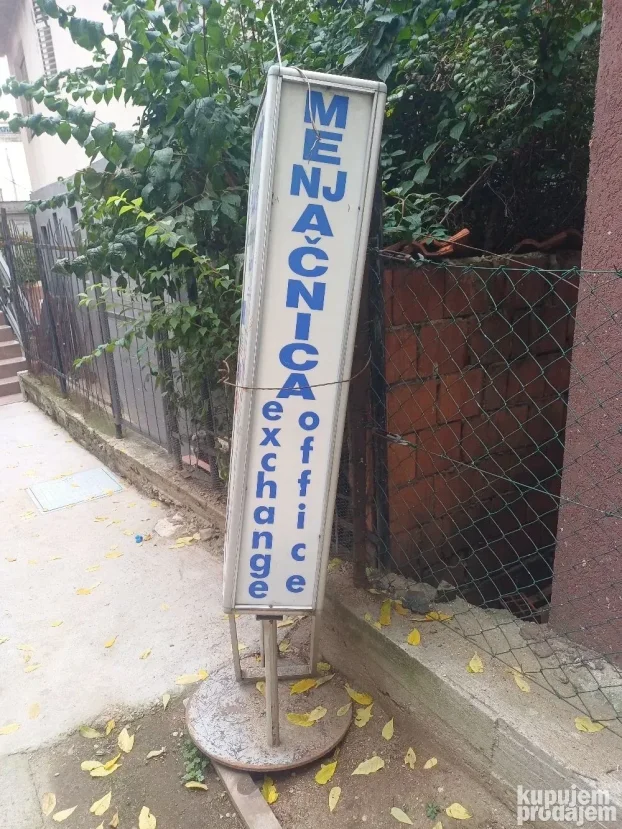 MENJAČNICA
exchange
office
kupujem
prodajem